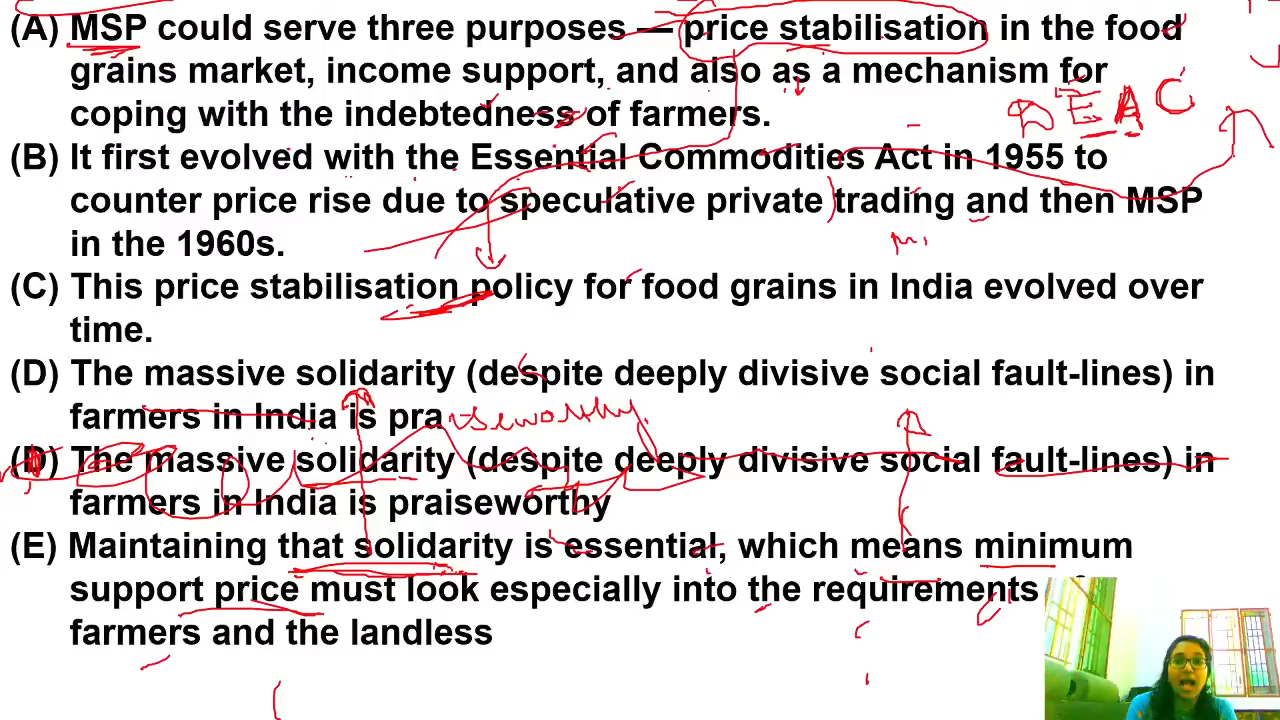 (A) MSP could serve three purposes — price stabilisation in the food
grains market, income support, and also as a mechanism for
coping with the indebtedness of farmers.
DEAC
(B) It first evolved with the Essential Commodities Act in 1955 to
counter price rise due to speculative private trading and then MSP
in the 1960s.
(C) This price stabilisation policy for food grains in India evolved over
time.
(D) The massive solidarity (despite deeply divisive social fault-lines) in
farmers in India is praiseworthy
(D) The massive solidarity (despite deeply divisive social fault-lines) in
farmers in India is praiseworthy
(E) Maintaining that solidarity is essential, which means minimum
support price must look especially into the requirements
farmers and the landless